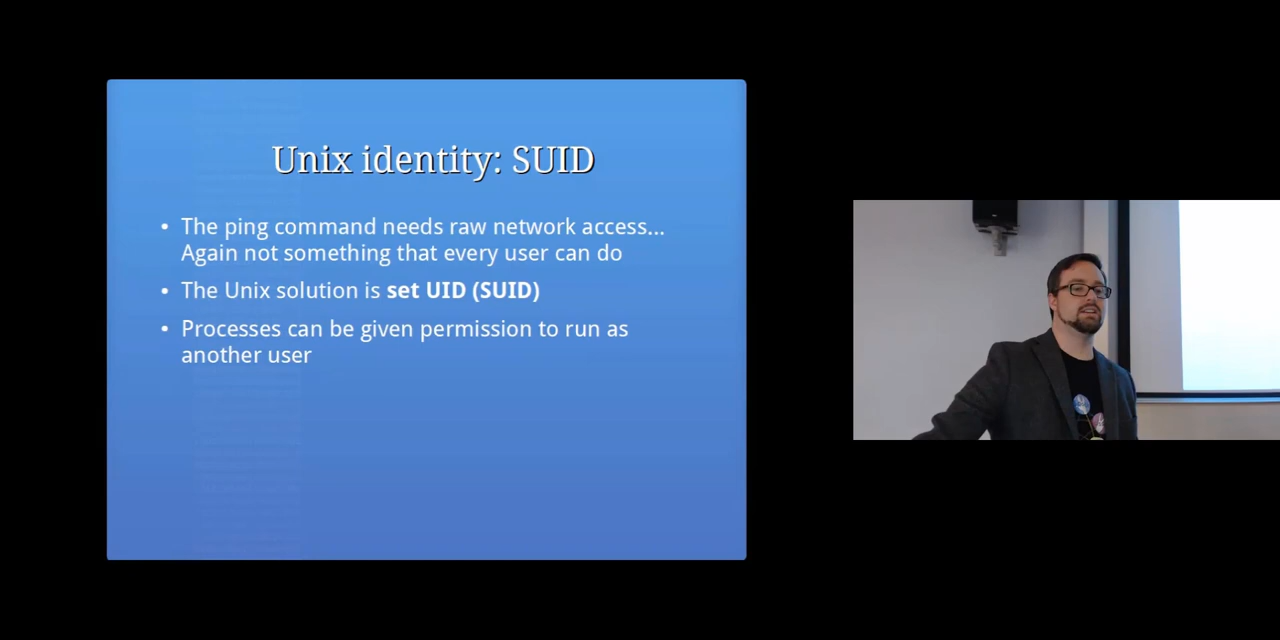 Unix identity: SUID
• The ping command needs raw network access...
Again not something that every user can do
• The Unix solution is set UID (SUID)
• Processes can be given permission to run as
another user